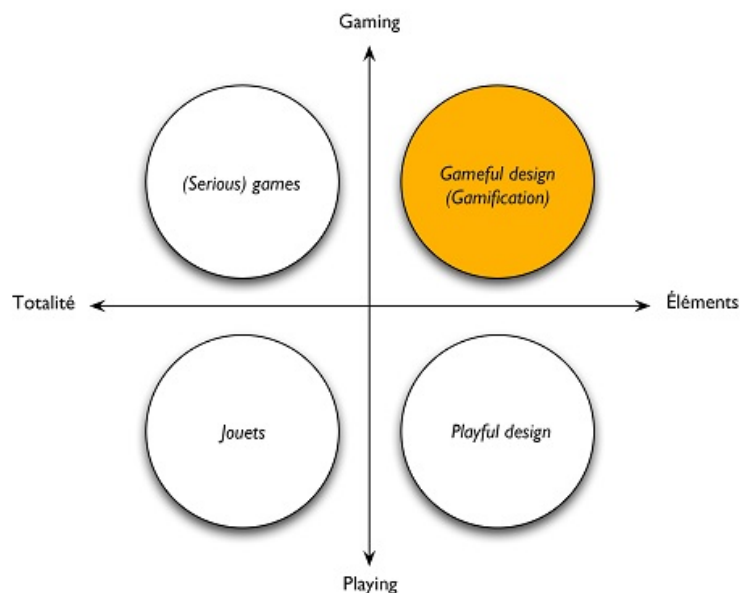 Gaming
(Serious) games
Gameful design
(Gamification)
Totalité
Éléments
Jouets
Playful design
Playing